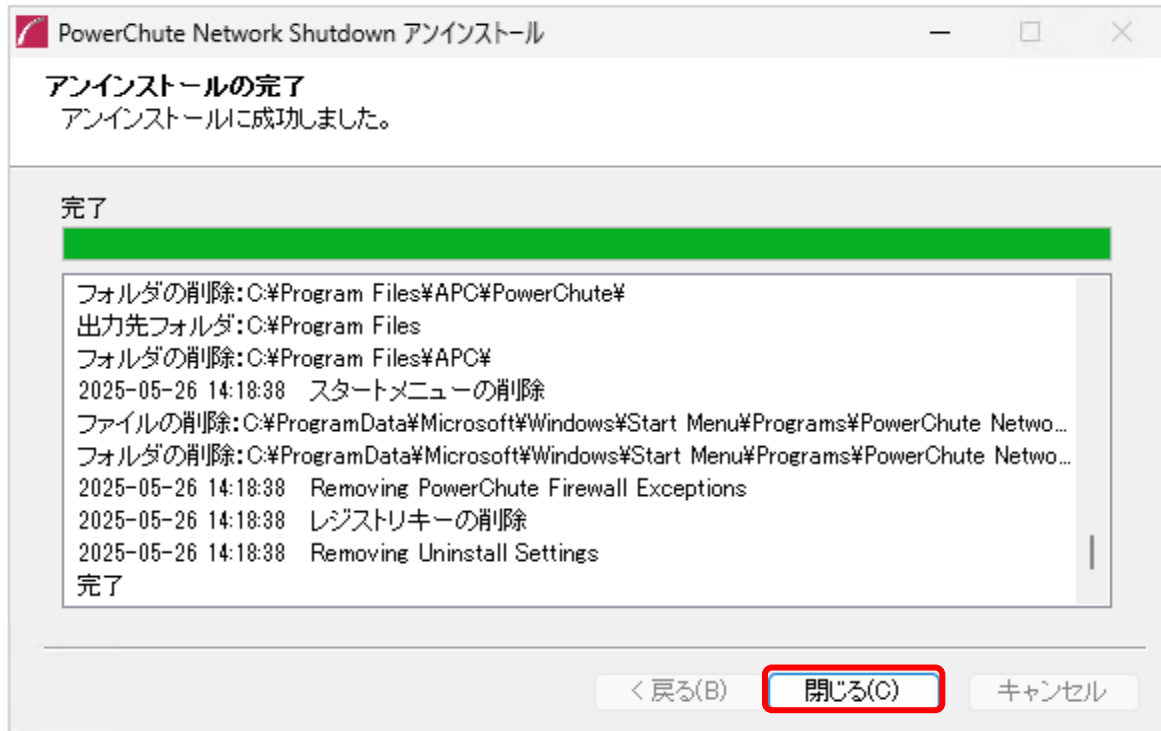 PowerChute Network Shutdown アンインストール
アンインストールの完了
アンインストールに成功しました。
完了
フォルダの削除:C:¥Program Files¥APC¥PowerChute¥
出力先フォルダ:C:¥Program Files
フォルダの削除:C:¥Program Files¥APC¥
2025-05-26 14:18:38 スタートメニューの削除
ファイルの削除:C:¥ProgramData¥Microsoft¥Windows¥Start Menu¥Programs¥PowerChute Netwo...
フォルダの削除:C:¥ProgramData¥Microsoft¥Windows¥Start Menu¥Programs¥PowerChute Netwo...
2025-05-26 14:18:38 Removing PowerChute Firewall Exceptions
2025-05-26 14:18:38 レジストリキーの削除
2025-05-26 14:18:38 Removing Uninstall Settings
完了
< 戻る(B) 閉じる(C) キャンセル